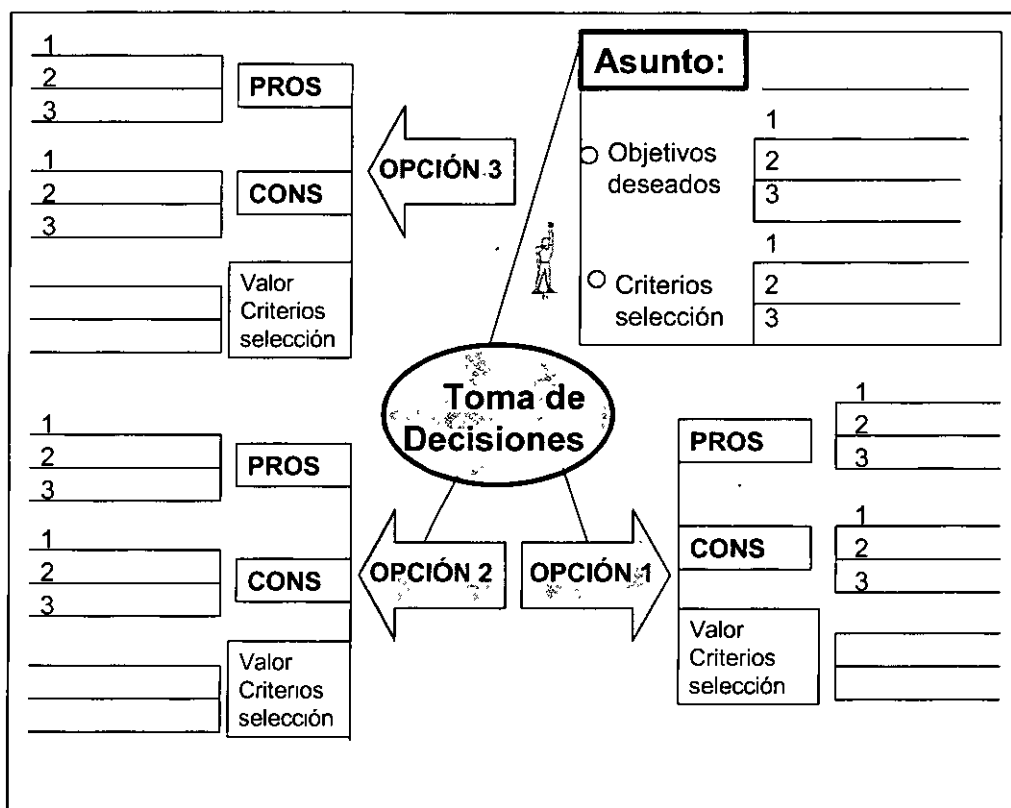 Asunto:
Objetivos
deseados
1
2
3
Criterios
selección
1
2
3
Toma de
Decisiones
OPCIÓN 1
PROS
1
2
3
CONS
1
2
3
Valor
Criterios
selección
OPCIÓN 2
PROS
1
2
3
CONS
1
2
3
Valor
Criterios
selección
OPCIÓN 3
PROS
1
2
3
CONS
1
2
3
Valor
Criterios
selección